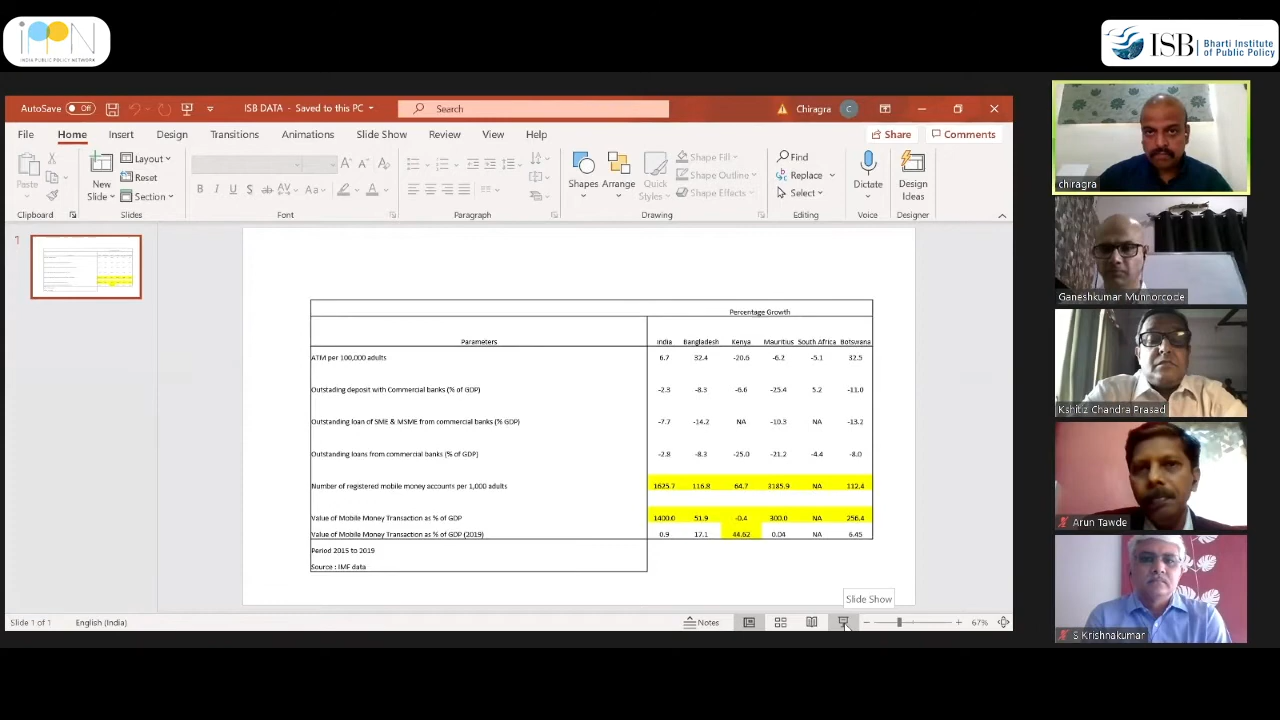 ippn
INDIA PUBLIC POLICY NETWORK
ISB | Bharti Institute
of Public Policy
AutoSave Off
ISB DATA - Saved to this PC
Search
Chiragra C
File Home Insert Design Transitions Animations Slide Show Review View Help
Share Comments
Paste
New
Slide
Layout
Reset
Section
Shapes Arrange Quick
Styles
Shape Fill
Shape Outline
Shape Effects
Find
Replace
Select
Dictate
Design
Ideas
Clipboard Slides Font Paragraph Drawing Editing Voice Designer
1
Percentage Growth
Parameters India Bangladesh Kenya Mauritius South Africa Botswana
ATM per 100,000 adults 6.7 32.4 -20.6 -6.2 -5.1 32.5
Outstading deposit with Commercial banks (% of GDP) -2.3 -8.3 -6.6 -25.4 5.2 -11.0
Outstanding loan of SME & MSME from commercial banks (% GDP) -7.7 -14.2 NA -10.3 NA -13.2
Outstanding loans from commercial banks (% of GDP) -2.8 -8.3 -25.0 -21.2 -4.4 -8.0
Number of registered mobile money accounts per 1,000 adults 1625.7 116.8 64.7 3185.9 NA 112.4
Value of Mobile Money Transaction as % of GDP 1400.0 51.9 -0.4 300.0 NA 256.4
Value of Mobile Money Transaction as % of GDP (2019) 0.9 17.1 44.62 0.04 NA 6.45
Period 2015 to 2019
Source : IMF data
Slide Show
Slide 1 of 1 English (India) Notes 67%
chiragra
Ganeshkumar Munnorcode
Kshitiz Chandra Prasad
Arun Tawde
S Krishnakumar